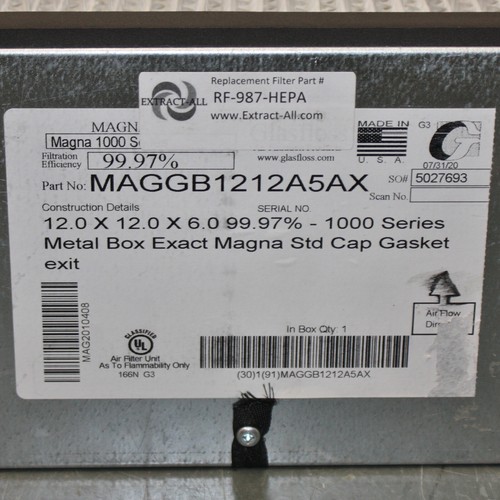 Replacement Filter Part #
EXTRACT-ALL
RF-987-HEPA
www.Extract-All.com
MAGNA
Magna 1000
MADE IN
U.S.A.
G3
07/31/20
Filtration
Efficiency
99.97%
www.glasfloss.com
Part No: MAGGB1212A5AX
SO# 5027693
Scan No.
Construction Details
SERIAL NO.
12.0 X 12.0 X 6.0 99.97% - 1000 Series
Metal Box Exact Magna Std Cap Gasket
exit
MAG2010408
CLASSIFIED
UL
Air Filter Unit
As To Flammability Only
166N G3
In Box Qty: 1
(30)1(91)MAGGB1212A5AX
Air Flow